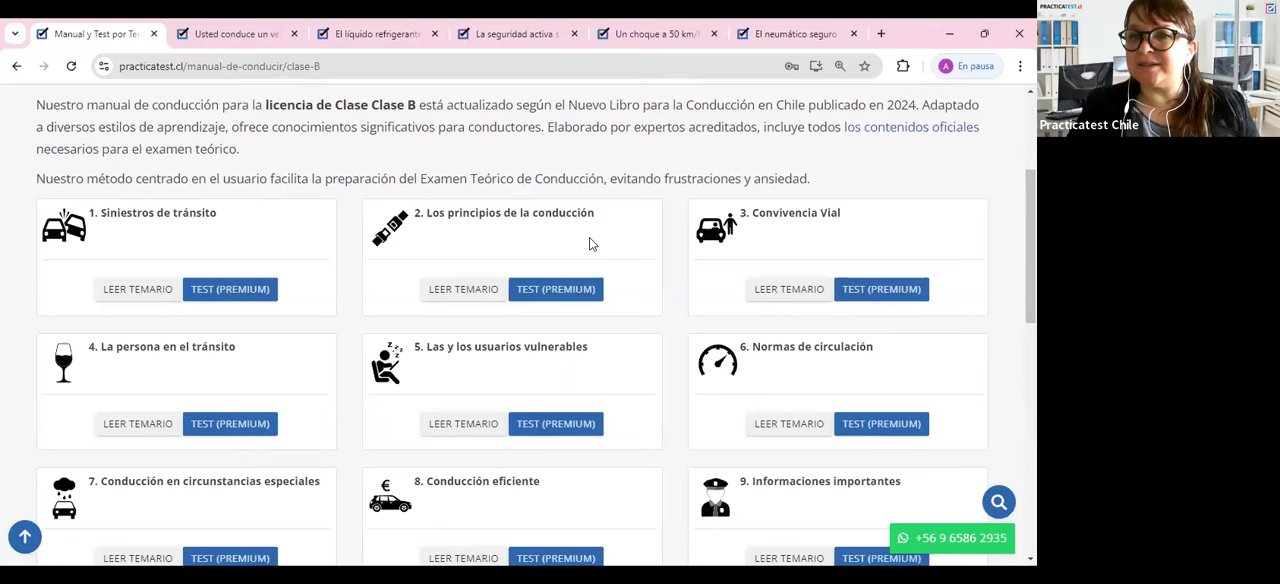 Manual y Test por Te
Usted conduce un ve
El líquido refrigerante
La seguridad activa s
Un choque a 50 km/
El neumático seguro
practicatest.cl/manual-de-conducir/clase-B
A
En pausa
PRACTICATEST.cl
Practicatest Chile
Nuestro manual de conducción para la licencia de Clase Clase B está actualizado según el Nuevo Libro para la Conducción en Chile publicado en 2024. Adaptado
a diversos estilos de aprendizaje, ofrece conocimientos significativos para conductores. Elaborado por expertos acreditados, incluye todos los contenidos oficiales
necesarios para el examen teórico.
Nuestro método centrado en el usuario facilita la preparación del Examen Teórico de Conducción, evitando frustraciones y ansiedad.
1. Siniestros de tránsito
LEER TEMARIO TEST (PREMIUM)
2. Los principios de la conducción
LEER TEMARIO TEST (PREMIUM)
3. Convivencia Vial
LEER TEMARIO TEST (PREMIUM)
4. La persona en el tránsito
LEER TEMARIO TEST (PREMIUM)
5. Las y los usuarios vulnerables
LEER TEMARIO TEST (PREMIUM)
6. Normas de circulación
LEER TEMARIO TEST (PREMIUM)
7. Conducción en circunstancias especiales
LEER TEMARIO TEST (PREMIUM)
8. Conducción eficiente
€
LEER TEMARIO TEST (PREMIUM)
9. Informaciones importantes
LEER TEMARIO TEST (PREMIUM)
+56 9 6586 2935